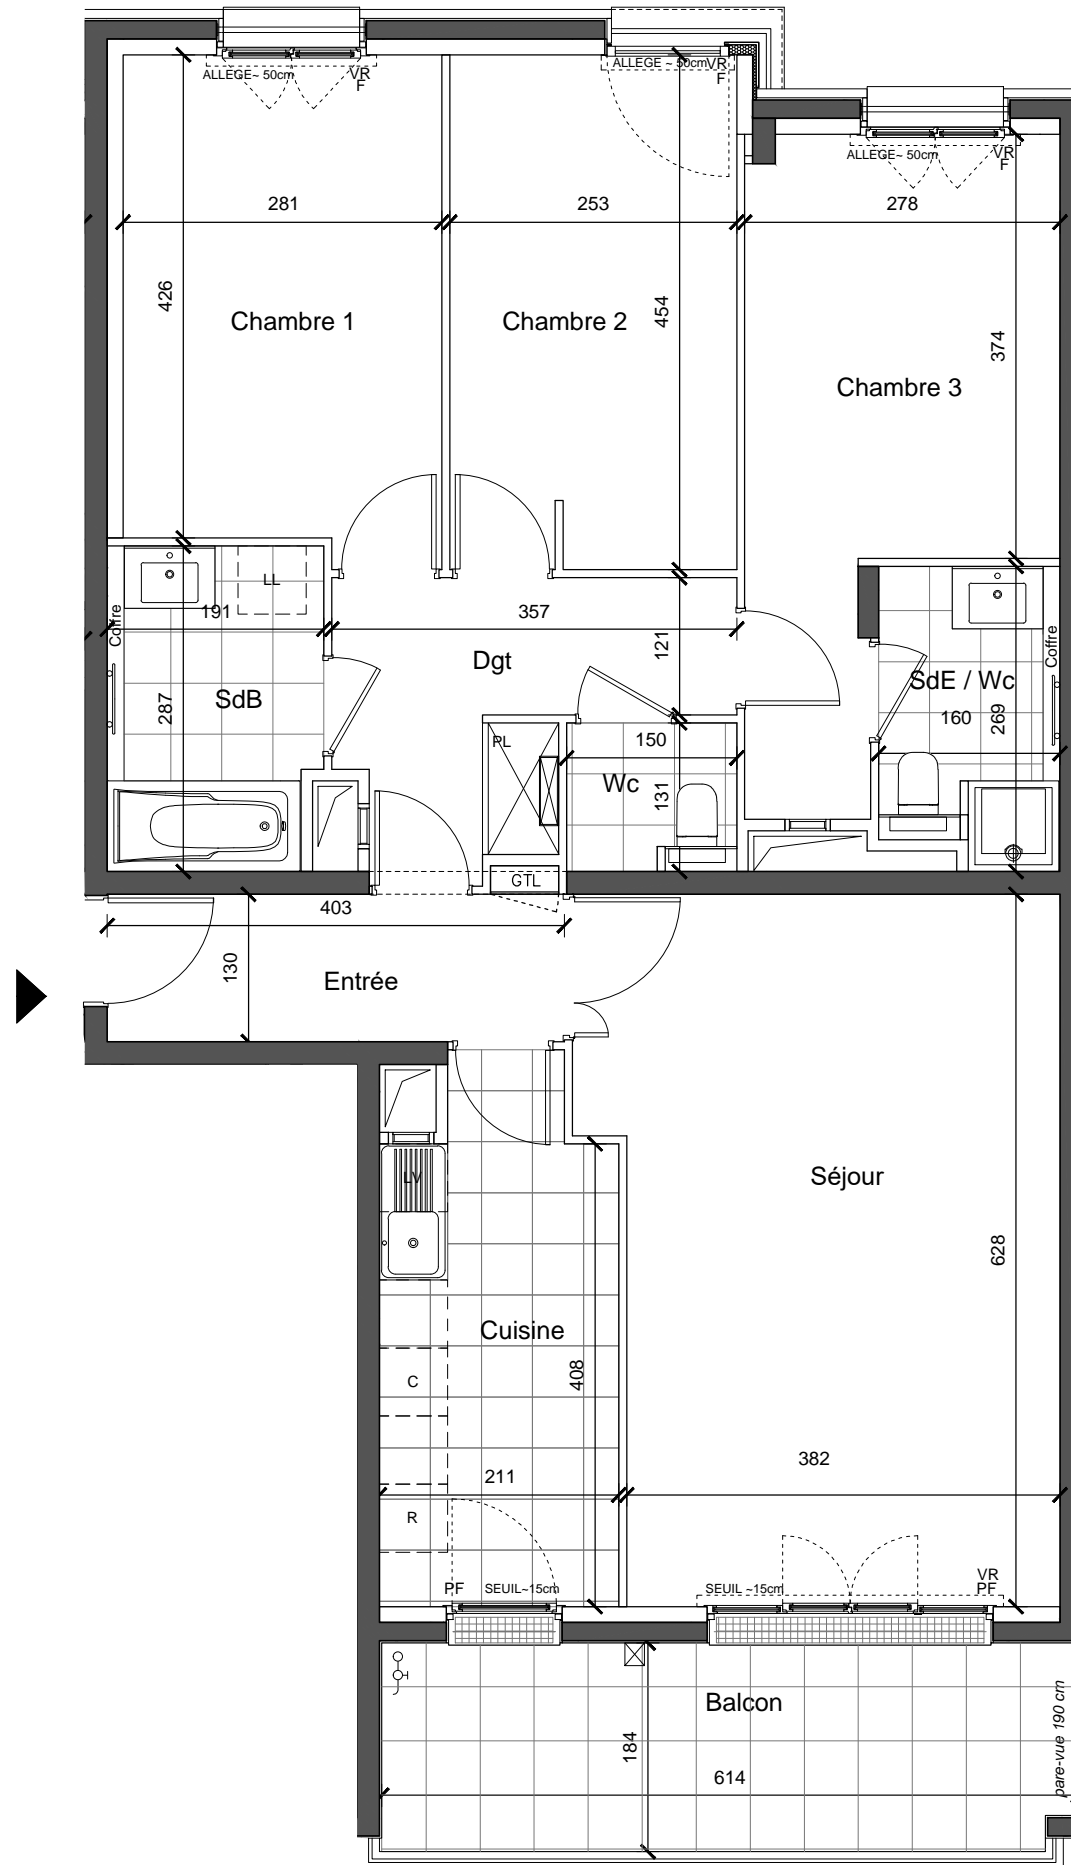 ALLEGE~ 50cm
VR
F
ALLEGE ~ 50cm
VR
F
ALLEGE~ 50cm
VR
F
281
253
278
426
454
374
Chambre 1
Chambre 2
Chambre 3
LL
191
357
121
Coffre
Coffre
Dgt
SdB
287
SdE / Wc
160
269
PL
150
Wc
131
GTL
403
130
Entrée
LV
Séjour
628
Cuisine
408
C
382
211
R
PF
SEUIL~15cm
SEUIL ~15cm
VR
PF
Balcon
184
614
pare-vue 190 cm